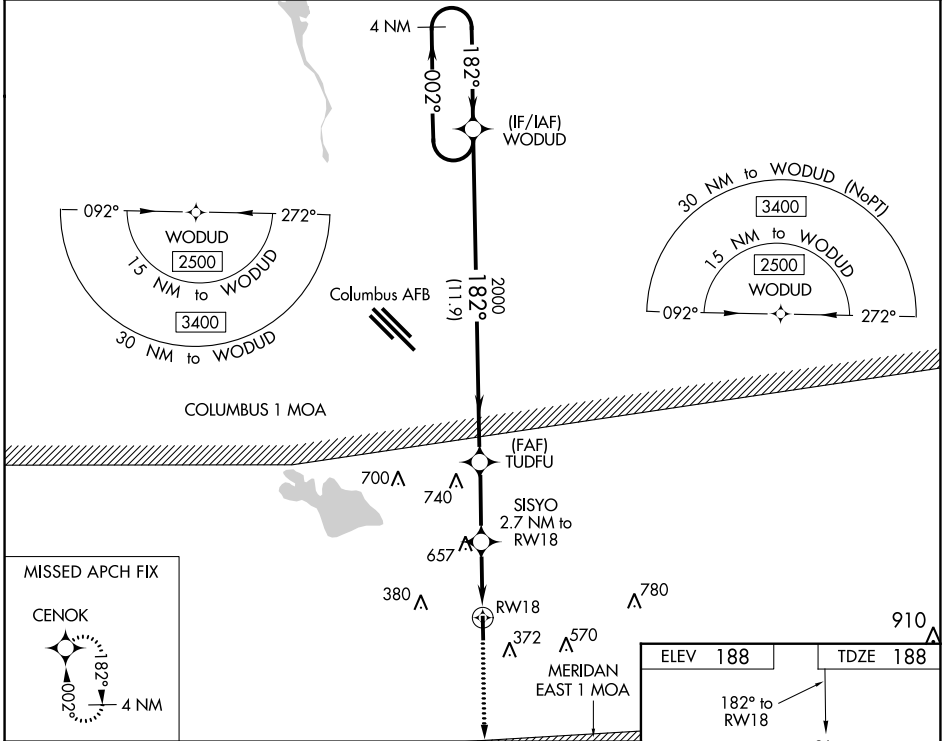 4 NM
182°
002°
(IF/IAF)
WODUD
092°
272°
WODUD
2500
15 NM to WODUD
3400
30 NM to WODUD
30 NM to WODUD (NoPT)
3400
15 NM to WODUD
2500
WODUD
092°
272°
2000
182°
(11.9)
Columbus AFB
COLUMBUS 1 MOA
(FAF)
TUDFU
700
740
SISYO
2.7 NM to
RW18
657
MISSED APCH FIX
CENOK
182°
002°
4 NM
380
RW18
780
372
570
910
MERIDAN
EAST 1 MOA
ELEV 188
TDZE 188
182° to
RW18